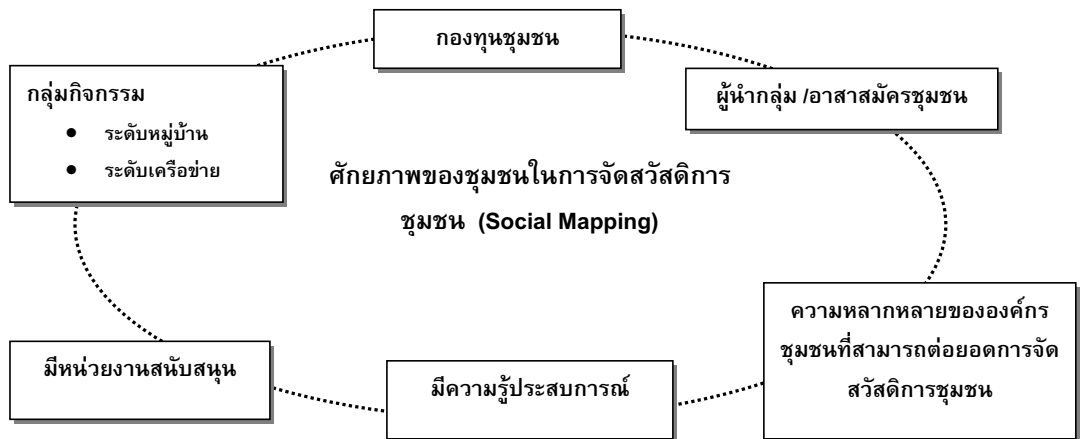 กองทุนชุมชน
กลุ่มกิจกรรม
● ระดับหมู่บ้าน
● ระดับเครือข่าย
ผู้นำกลุ่ม /อาสาสมัครชุมชน
ศักยภาพของชุมชนในการจัดสวัสดิการ
ชุมชน (Social Mapping)
ความหลากหลายขององค์กร
ชุมชนที่สามารถต่อยอดการจัด
สวัสดิการชุมชน
มีหน่วยงานสนับสนุน
มีความรู้ประสบการณ์